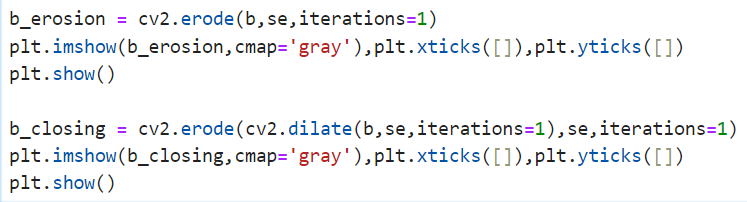 b_erosion = cv2.erode(b,se,iterations=1)
plt.imshow(b_erosion,cmap='gray'),plt.xticks([]),plt.yticks([])
plt.show()
b_closing = cv2.erode(cv2.dilate(b,se,iterations=1),se,iterations=1)
plt.imshow(b_closing,cmap='gray'),plt.xticks([]),plt.yticks([])
plt.show()